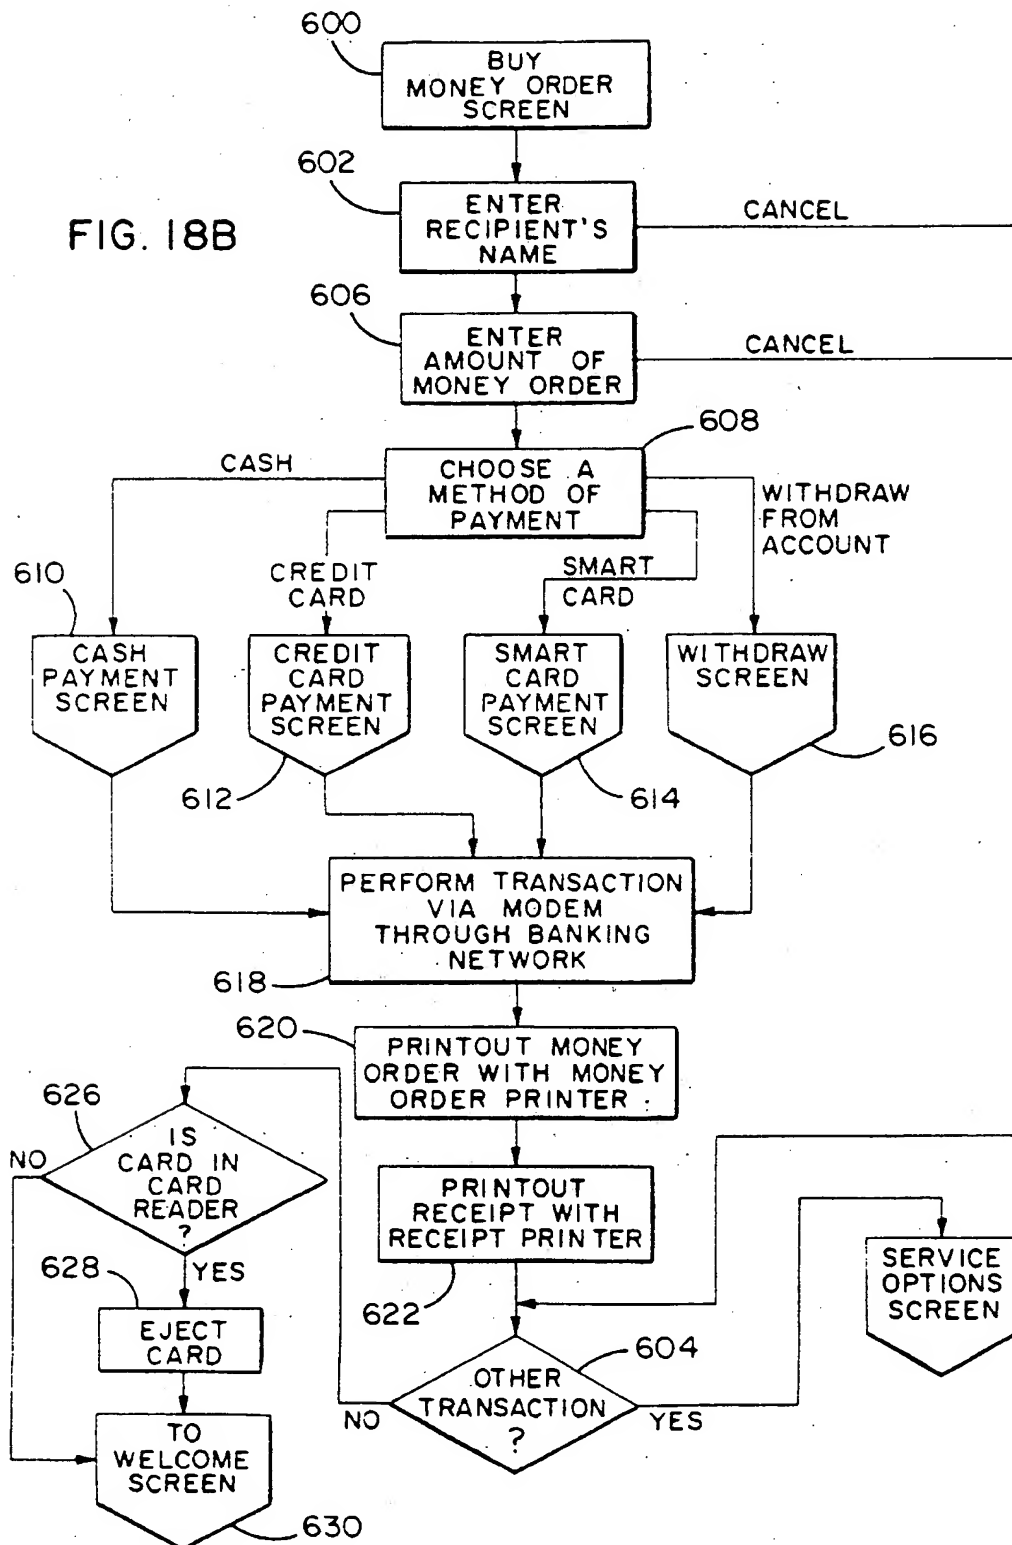 600
BUY
MONEY ORDER
SCREEN
602
FIG. 18B
ENTER
RECIPIENT'S
NAME
CANCEL
606
ENTER
AMOUNT OF
MONEY ORDER
CANCEL
608
CASH
CHOOSE A
METHOD OF
PAYMENT
WITHDRAW
FROM
ACCOUNT
610
CREDIT
CARD
SMART
CARD
CASH
PAYMENT
SCREEN
CREDIT
CARD
PAYMENT
SCREEN
SMART
CARD
PAYMENT
SCREEN
WITHDRAW
SCREEN
612
614
616
PERFORM TRANSACTION
VIA MODEM
THROUGH BANKING
NETWORK
618
620
PRINTOUT MONEY
ORDER WITH MONEY
ORDER PRINTER
626
NO
IS
CARD IN
CARD
READER
?
YES
PRINTOUT
RECEIPT WITH
RECEIPT PRINTER
622
628
EJECT
CARD
SERVICE
OPTIONS
SCREEN
604
OTHER
TRANSACTION
?
NO
YES
TO
WELCOME
SCREEN
630